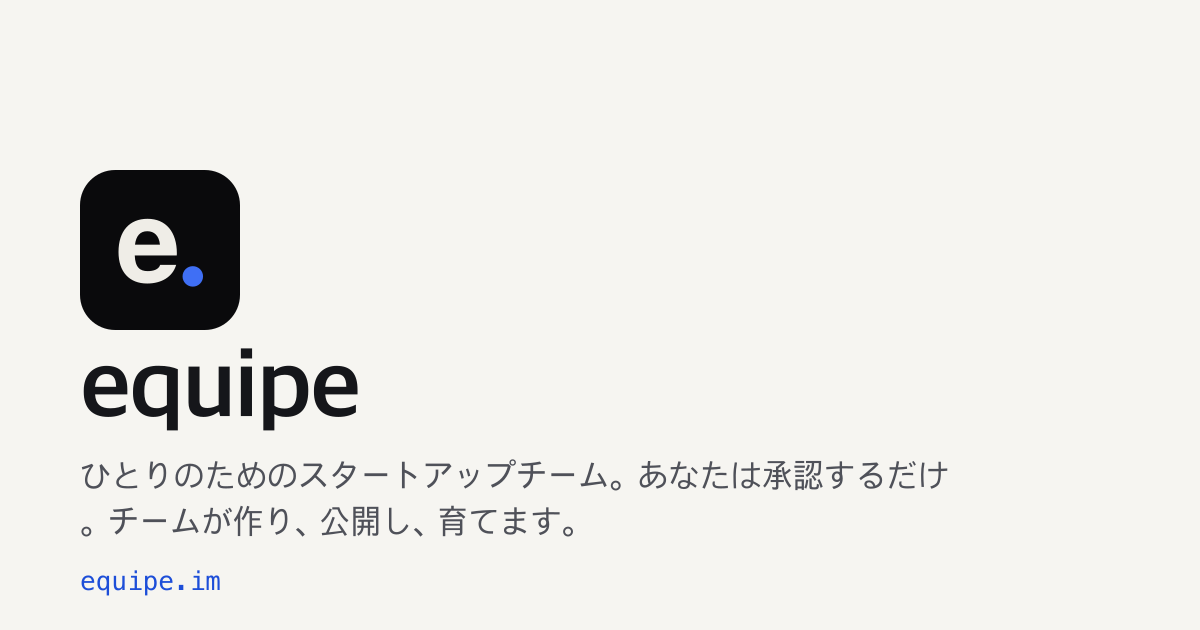 e.
equipe
ひとりのためのスタートアップチーム。あなたは承認するだけ
。チームが作り、公開し、育てます。
equipe.im